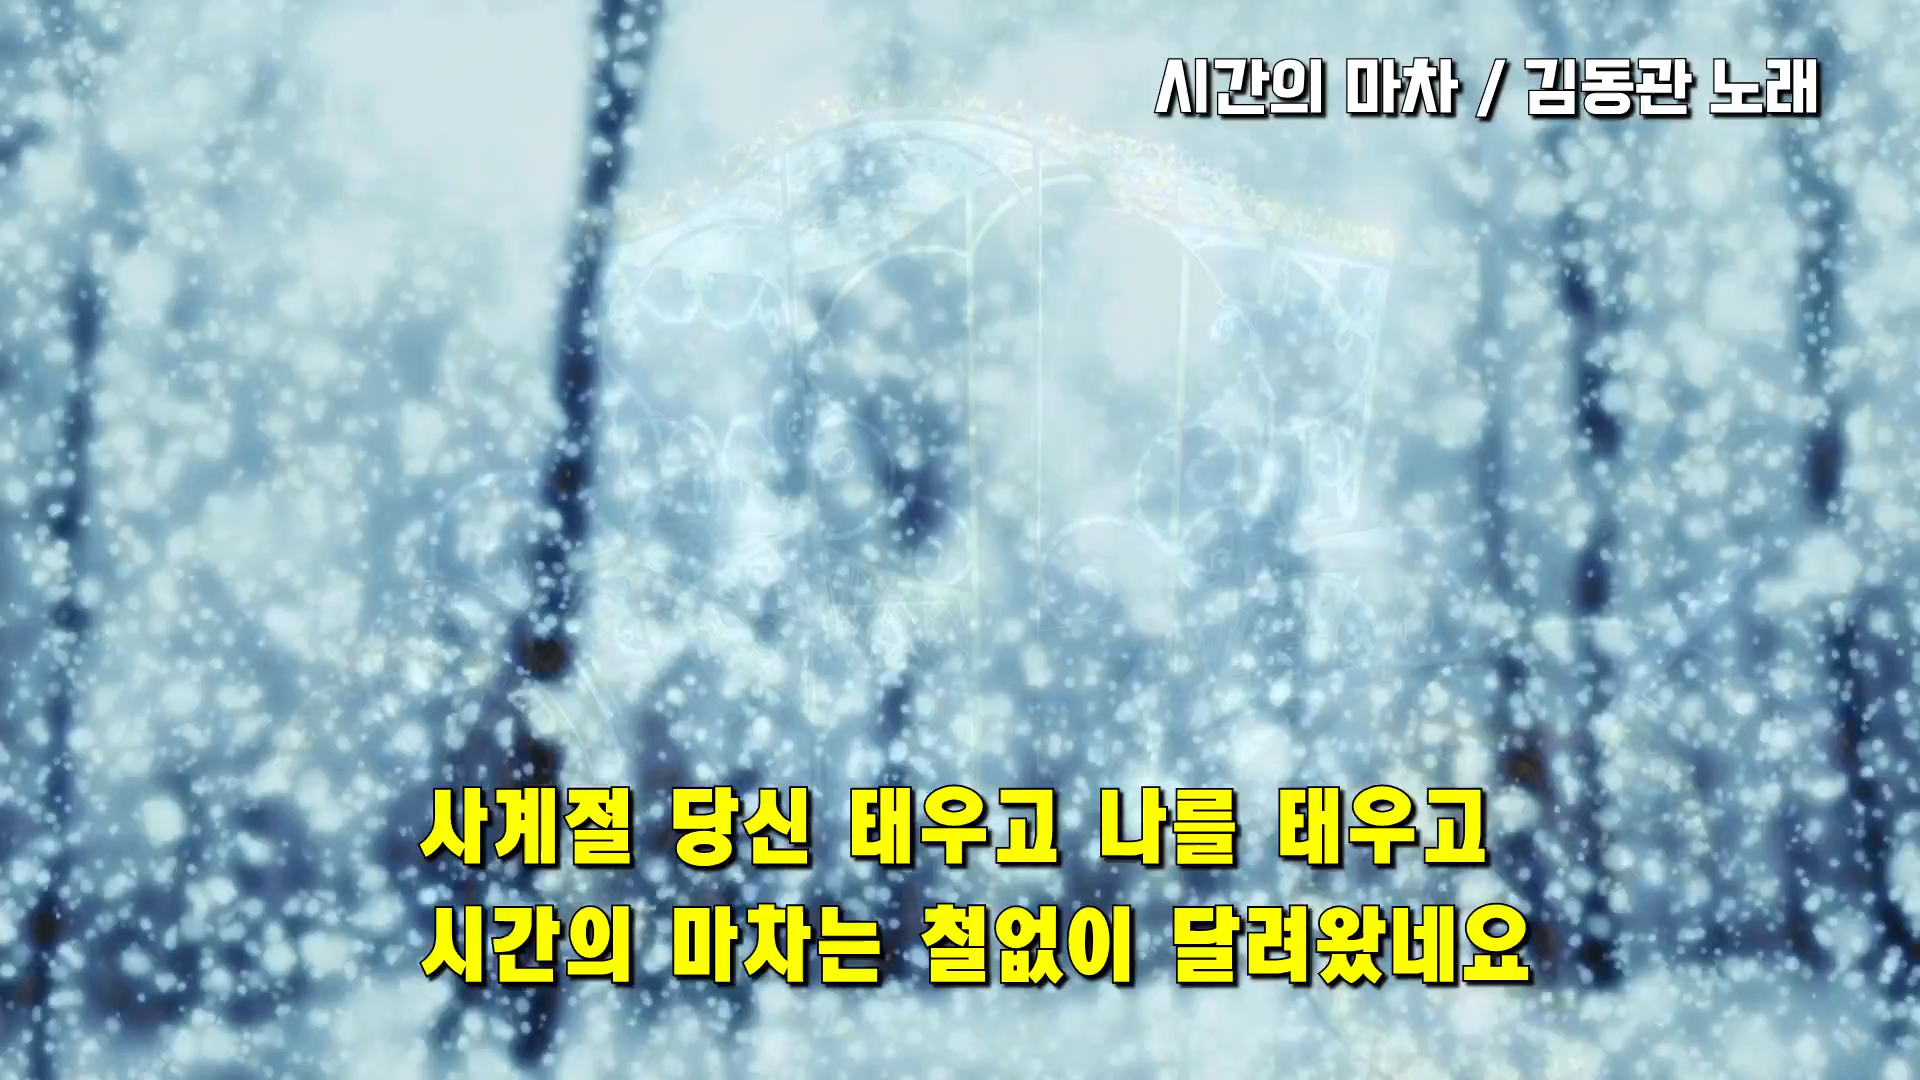 시간의 마차 / 김동관 노래
사계절 당신 태우고 나를 태우고
시간의 마차는 철없이 달려왔네요